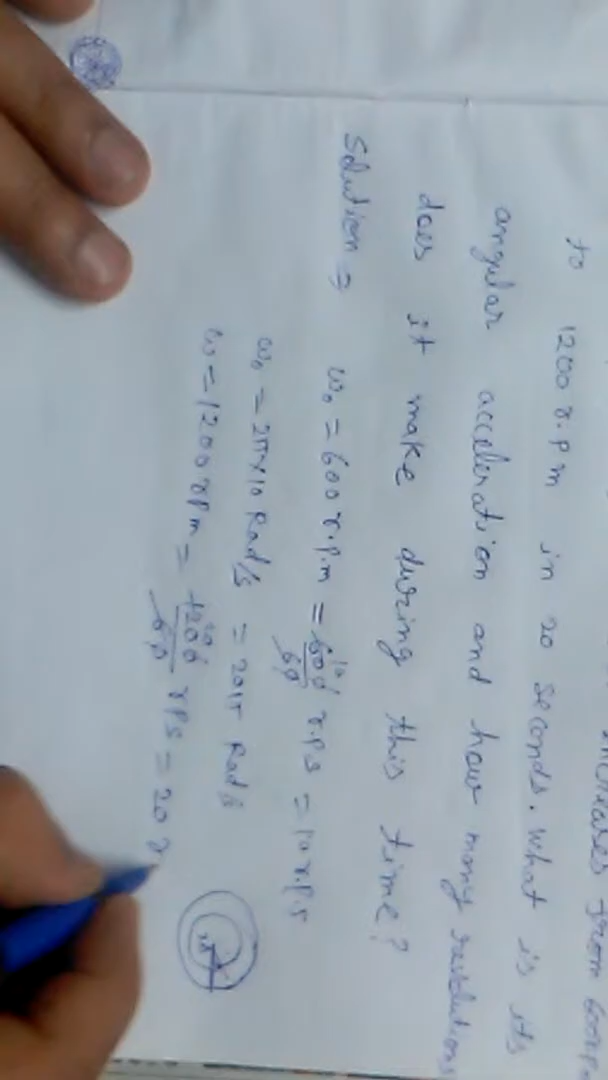 increases from 600 r.p.m
to 1200 r.p.m in 20 seconds. what is its
angular acceleration and how many revolutions
does it make during this time?
Solution ⇒ ω₀ = 600 r.p.m = 600/60 r.p.s = 10 r.p.s
ω₀ = 2π×10 Rad/s = 20π Rad/s
ω = 1200 rpm = 1200/60 rps = 20 r